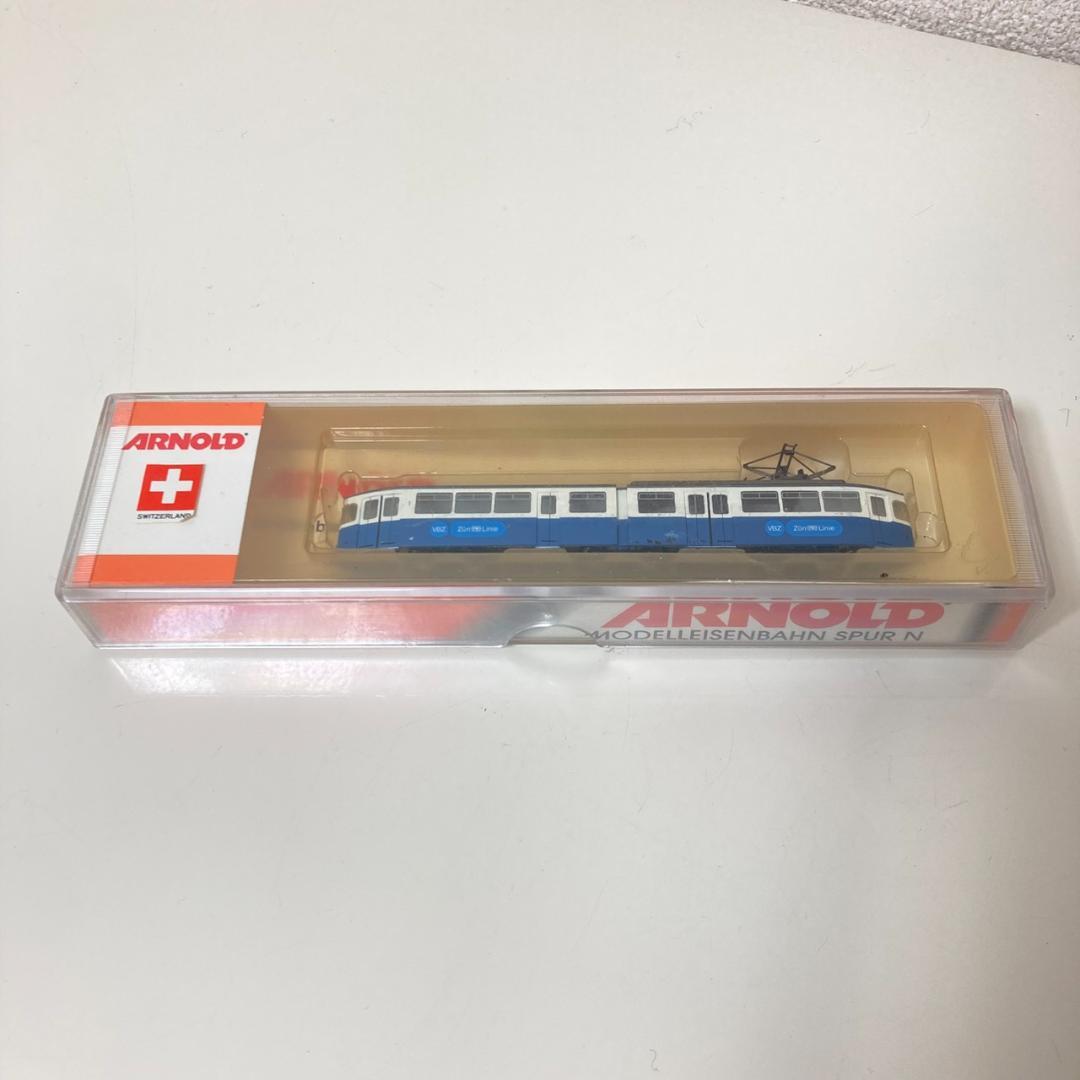 ARNOLD
SWITZERLAND
VBZ Züri Linie
VBZ Züri Linie
ARNOLD
MODELLEISENBAHN SPUR N